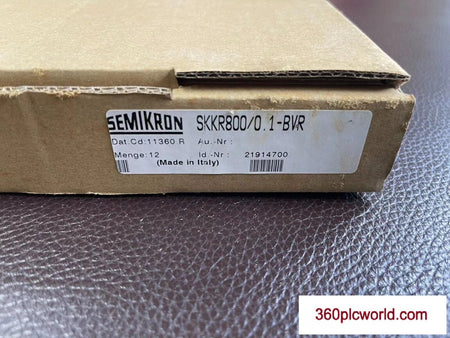 SEMIKRON SKKR800/0.1-BVR
Dat.Cd:11360 R Au.-Nr:
Menge:12 Id-Nr: 21914700
(Made in Italy)
360plcworld.com